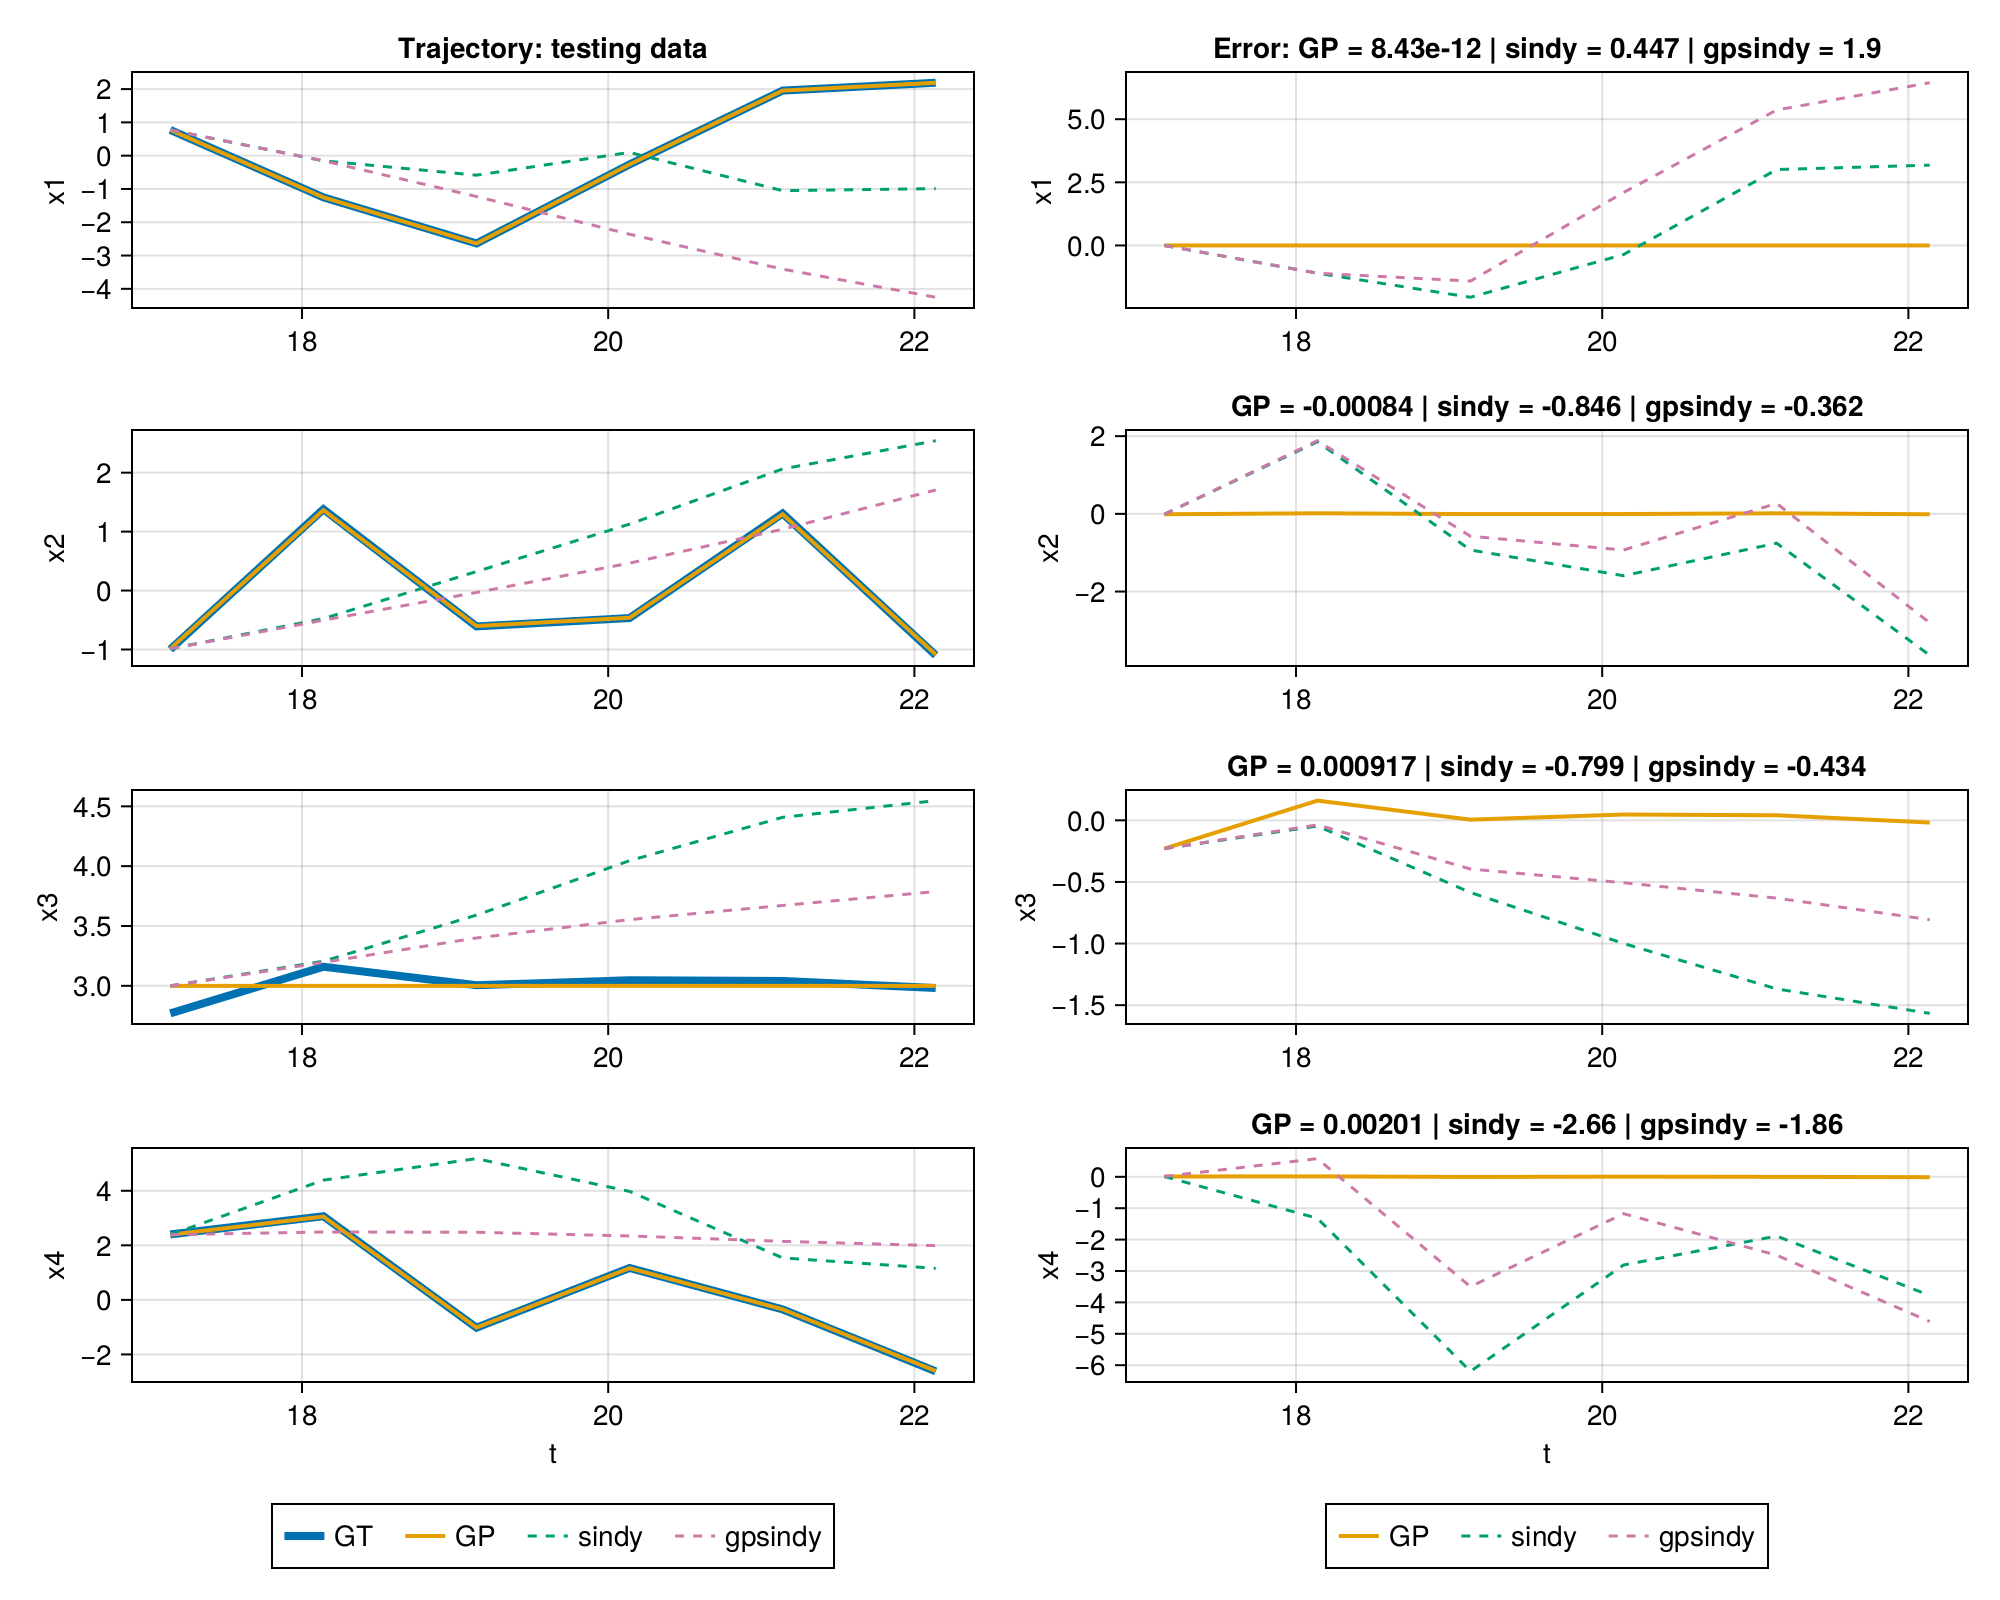 Trajectory: testing data
x1
2
1
0
−1
−2
−3
−4
18 20 22
Error: GP = 8.43e-12 | sindy = 0.447 | gpsindy = 1.9
x1
5.0
2.5
0.0
18 20 22
x2
2
1
0
−1
18 20 22
GP = -0.00084 | sindy = -0.846 | gpsindy = -0.362
x2
2
0
−2
18 20 22
x3
4.5
4.0
3.5
3.0
18 20 22
GP = 0.000917 | sindy = -0.799 | gpsindy = -0.434
x3
0.0
−0.5
−1.0
−1.5
18 20 22
x4
4
2
0
−2
18 20 22
t
GP = 0.00201 | sindy = -2.66 | gpsindy = -1.86
x4
0
−1
−2
−3
−4
−5
−6
18 20 22
t
GT GP sindy gpsindy
GP sindy gpsindy